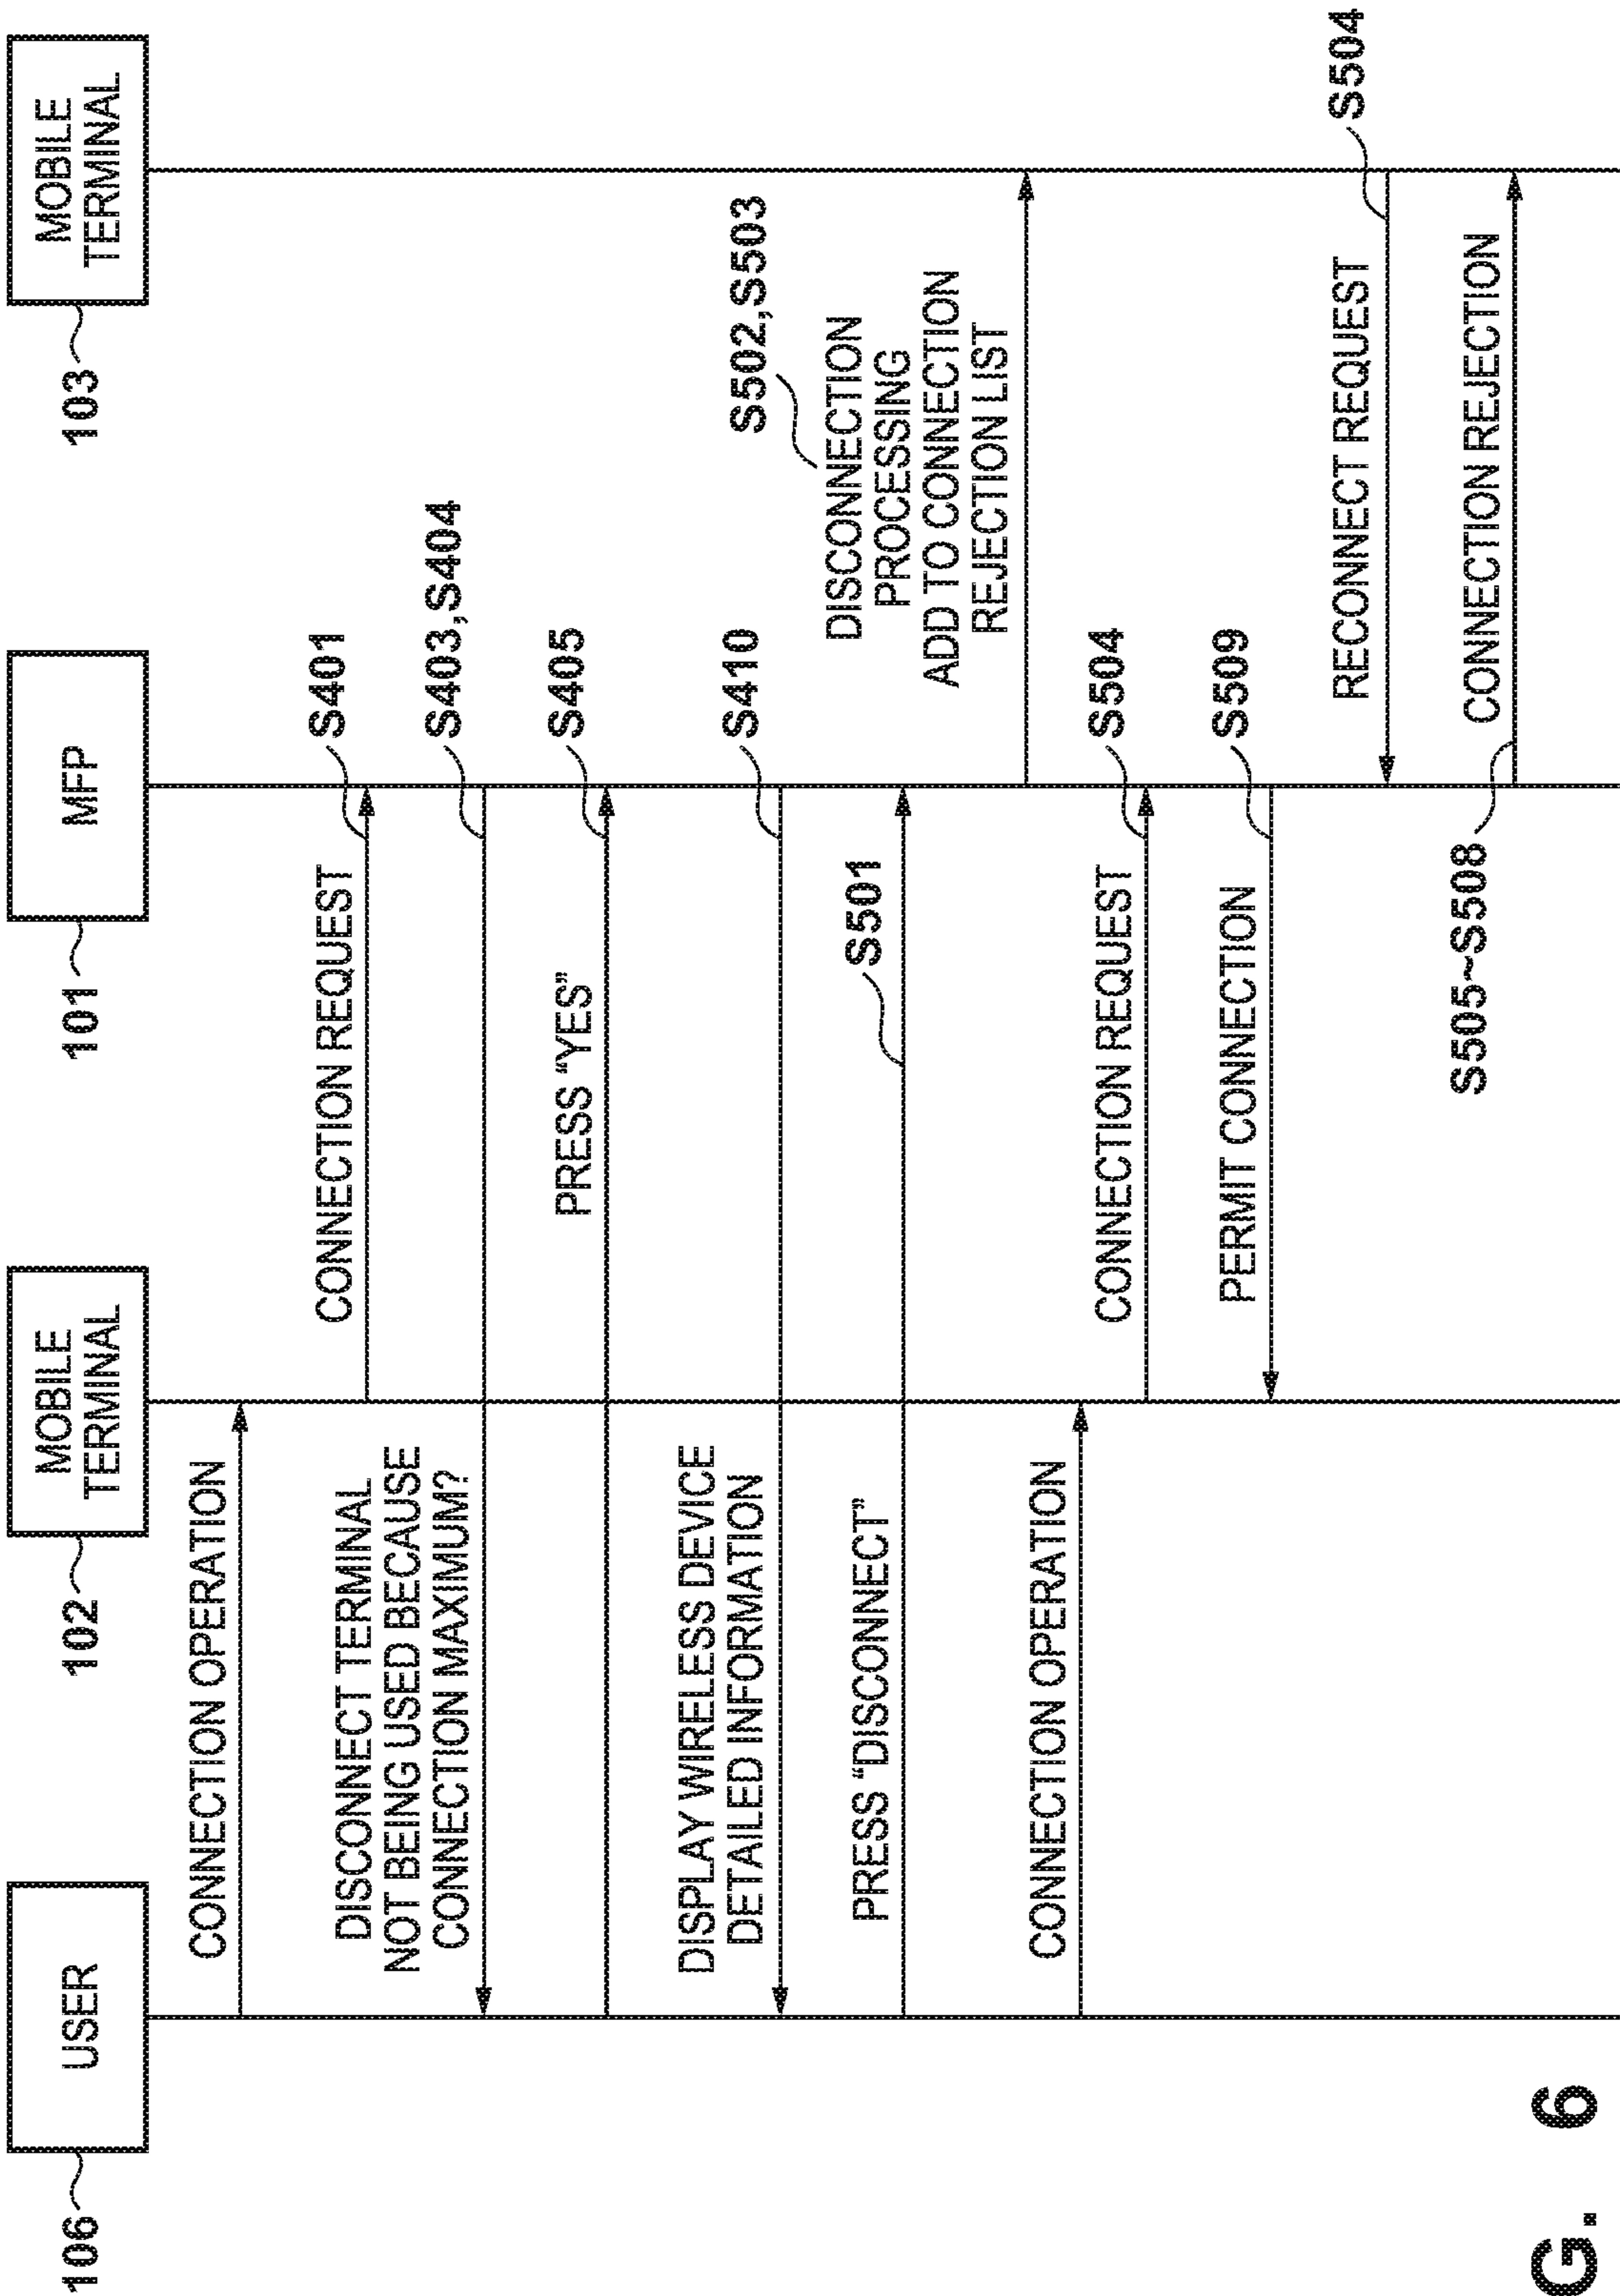 106
USER
102
MOBILE
TERMINAL
101
MFP
103
MOBILE
TERMINAL
CONNECTION OPERATION
CONNECTION REQUEST
S401
DISCONNECT TERMINAL
NOT BEING USED BECAUSE
CONNECTION MAXIMUM?
S403,S404
PRESS “YES”
S405
DISPLAY WIRELESS DEVICE
DETAILED INFORMATION
S410
PRESS “DISCONNECT”
S501
S502,S503
DISCONNECTION
PROCESSING
ADD TO CONNECTION
REJECTION LIST
CONNECTION OPERATION
CONNECTION REQUEST
S504
PERMIT CONNECTION
S509
RECONNECT REQUEST
S504
S505~S508
CONNECTION REJECTION
G. 6